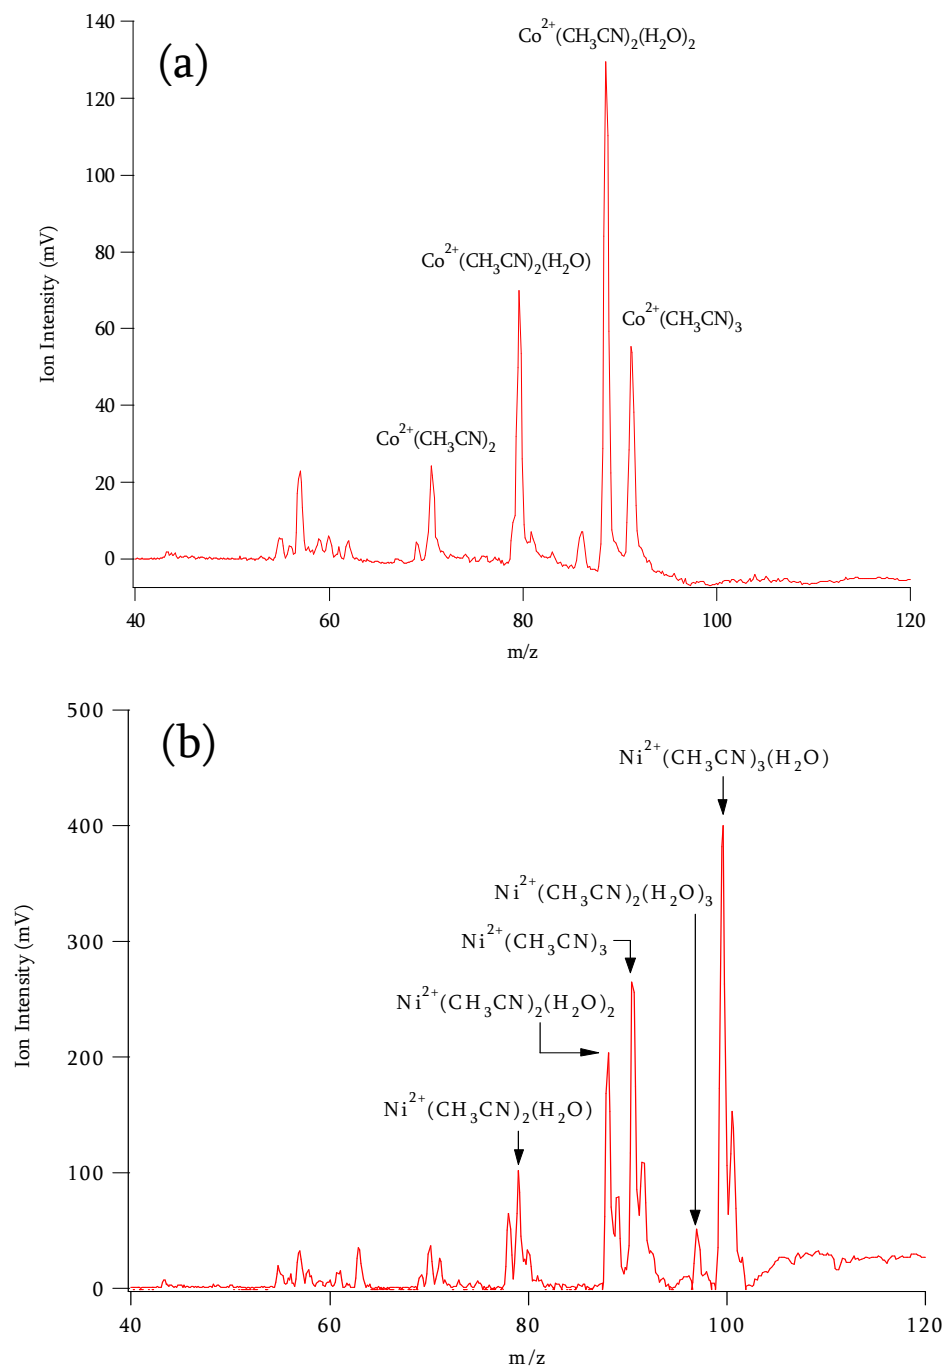 (a)
Co²⁺(CH₃CN)₂(H₂O)₂
Co²⁺(CH₃CN)₂(H₂O)
Co²⁺(CH₃CN)₃
Co²⁺(CH₃CN)₂
Ion Intensity (mV)
140
120
100
80
60
40
20
0
40 60 80 100 120
m/z
(b)
Ni²⁺(CH₃CN)₃(H₂O)
Ni²⁺(CH₃CN)₂(H₂O)₃
Ni²⁺(CH₃CN)₃
Ni²⁺(CH₃CN)₂(H₂O)₂
Ni²⁺(CH₃CN)₂(H₂O)
Ion Intensity (mV)
500
400
300
200
100
0
40 60 80 100 120
m/z